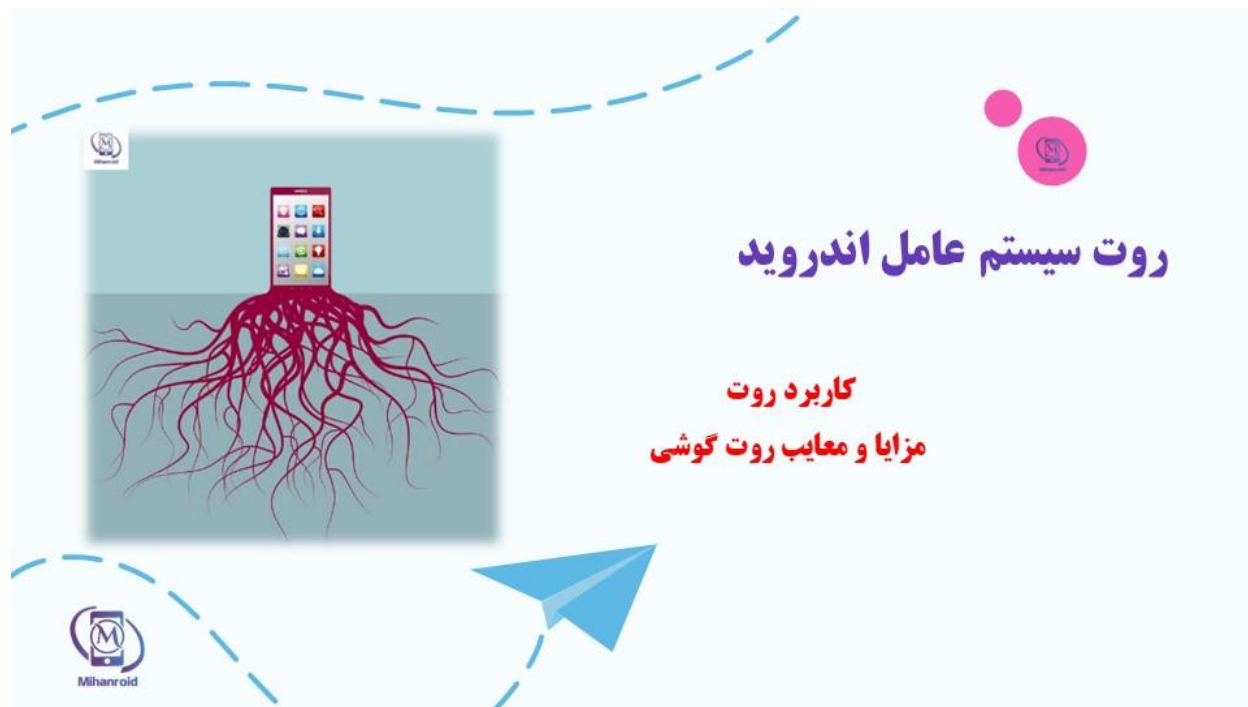 روت سیستم عامل اندروید
کاربرد روت
مزایا و معایب روت گوشی
Mihanroid
Mihanroid
Mihanroid